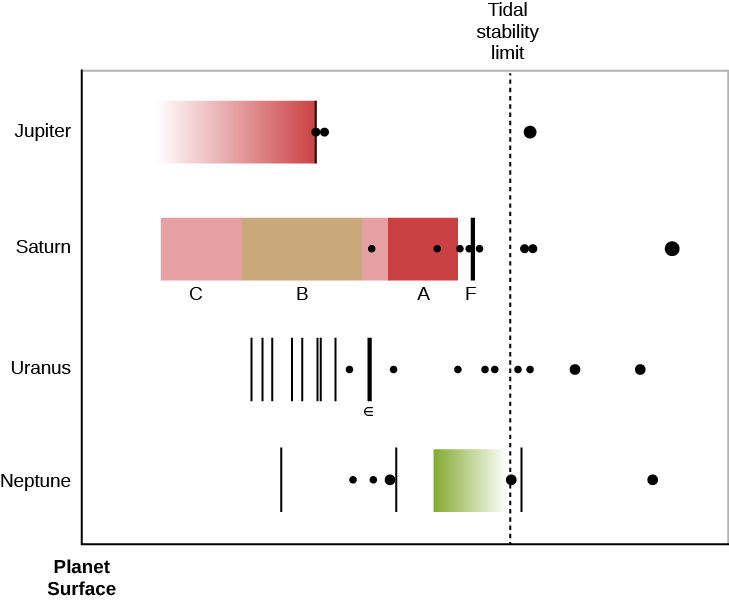 Tidal
stability
limit
Jupiter
Saturn
C B A F
Uranus
∈
Neptune
Planet
Surface